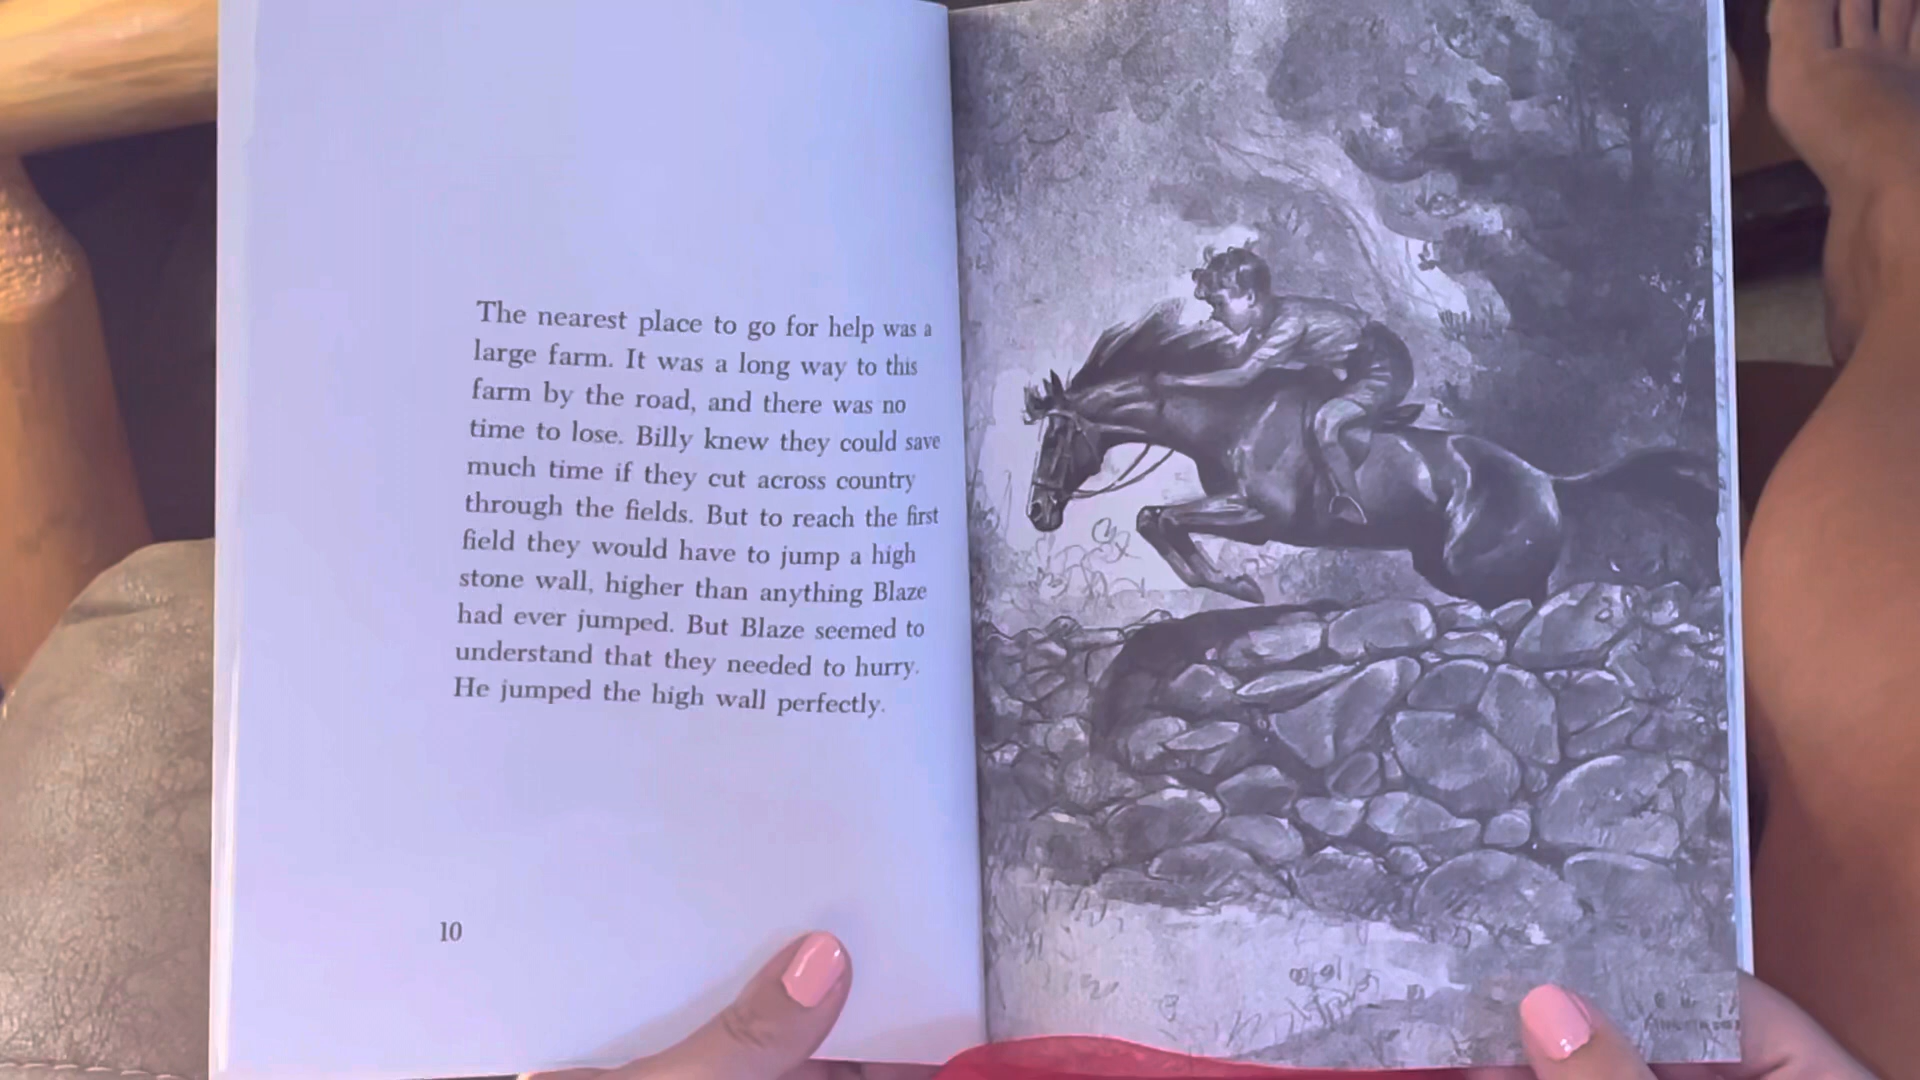 The nearest place to go for help was a
large farm. It was a long way to this
farm by the road, and there was no
time to lose. Billy knew they could save
much time if they cut across country
through the fields. But to reach the first
field they would have to jump a high
stone wall, higher than anything Blaze
had ever jumped. But Blaze seemed to
understand that they needed to hurry.
He jumped the high wall perfectly.
10